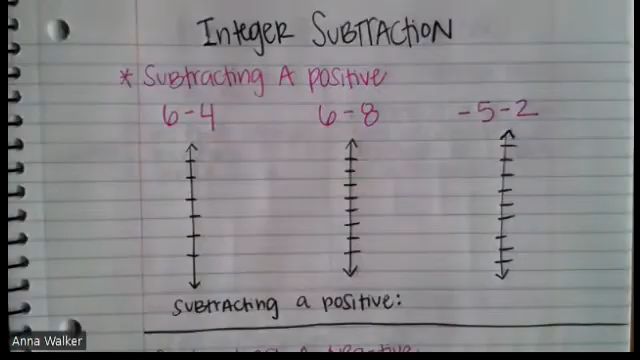 Integer Subtraction
* Subtracting A positive
6-4 6-8 -5-2
Subtracting a positive:
Anna Walker